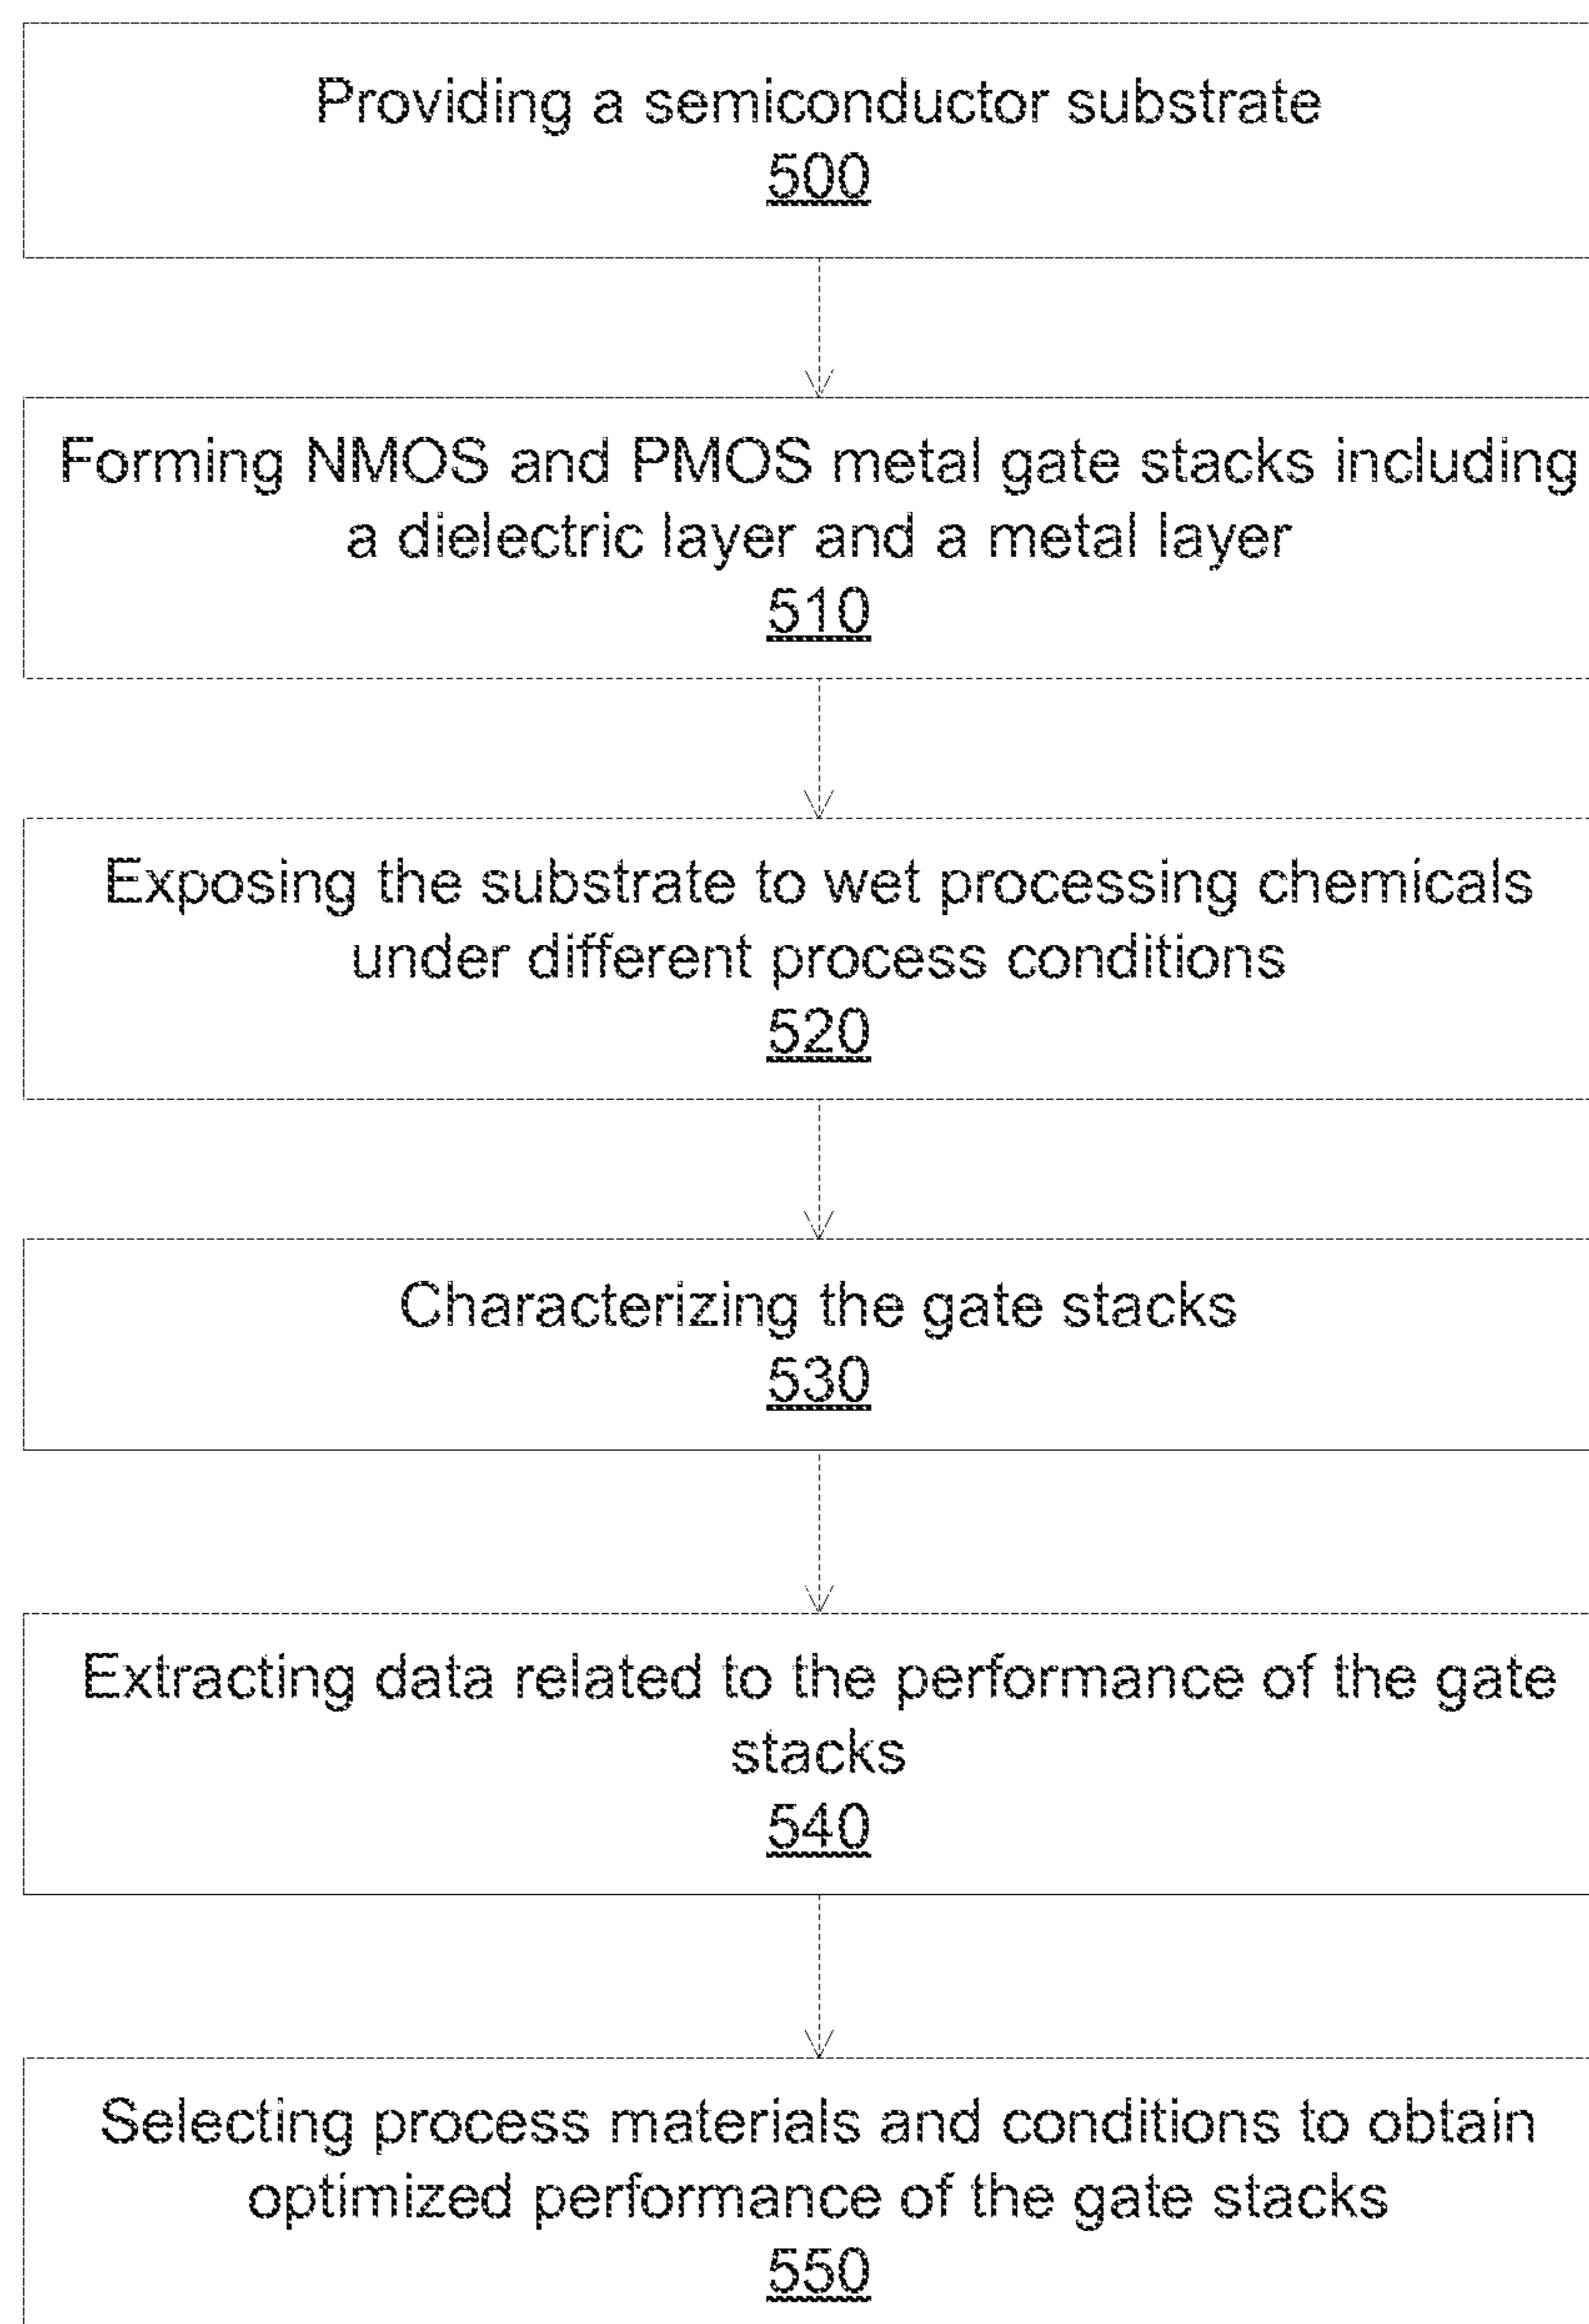 Providing a semiconductor substrate
500
Forming NMOS and PMOS metal gate stacks including
a dielectric layer and a metal layer
510
Exposing the substrate to wet processing chemicals
under different process conditions
520
Characterizing the gate stacks
530
Extracting data related to the performance of the gate
stacks
540
Selecting process materials and conditions to obtain
optimized performance of the gate stacks
550